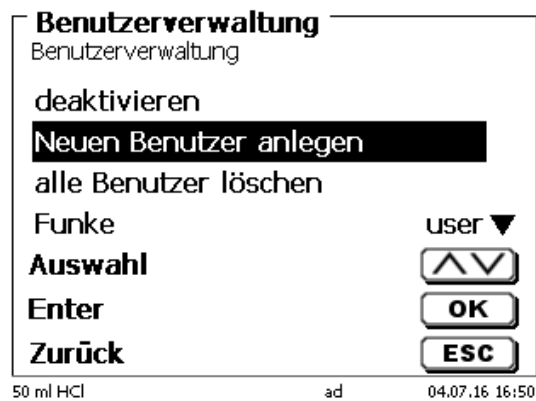 Benutzerverwaltung
Benutzerverwaltung
deaktivieren
Neuen Benutzer anlegen
alle Benutzer löschen
Funke user ▼
Auswahl
Enter OK
Zurück ESC
50 ml HCl ad 04.07.16 16:50